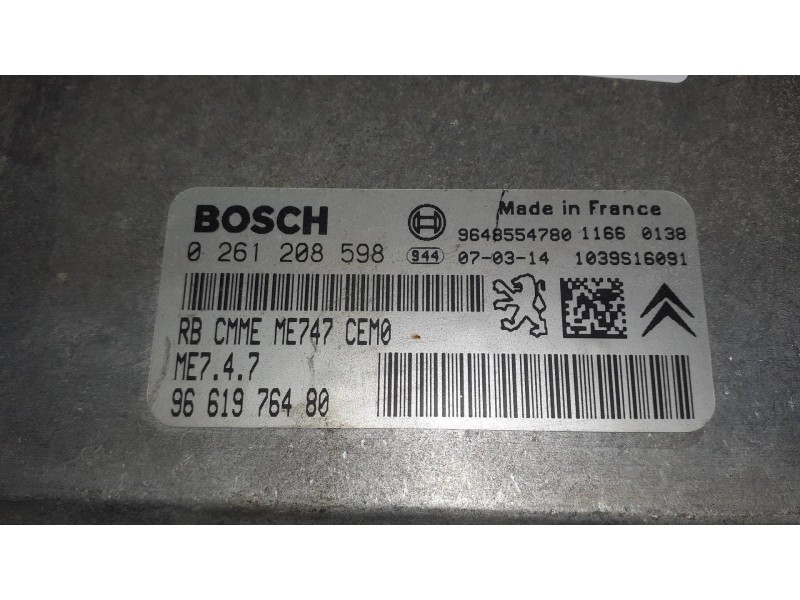 BOSCH
Made in France
9648554780 1166 0138
0 261 208 598
944 07-03-14 1039S16091
RB CMME ME747 CEM0
ME7.4.7
96 619 764 80